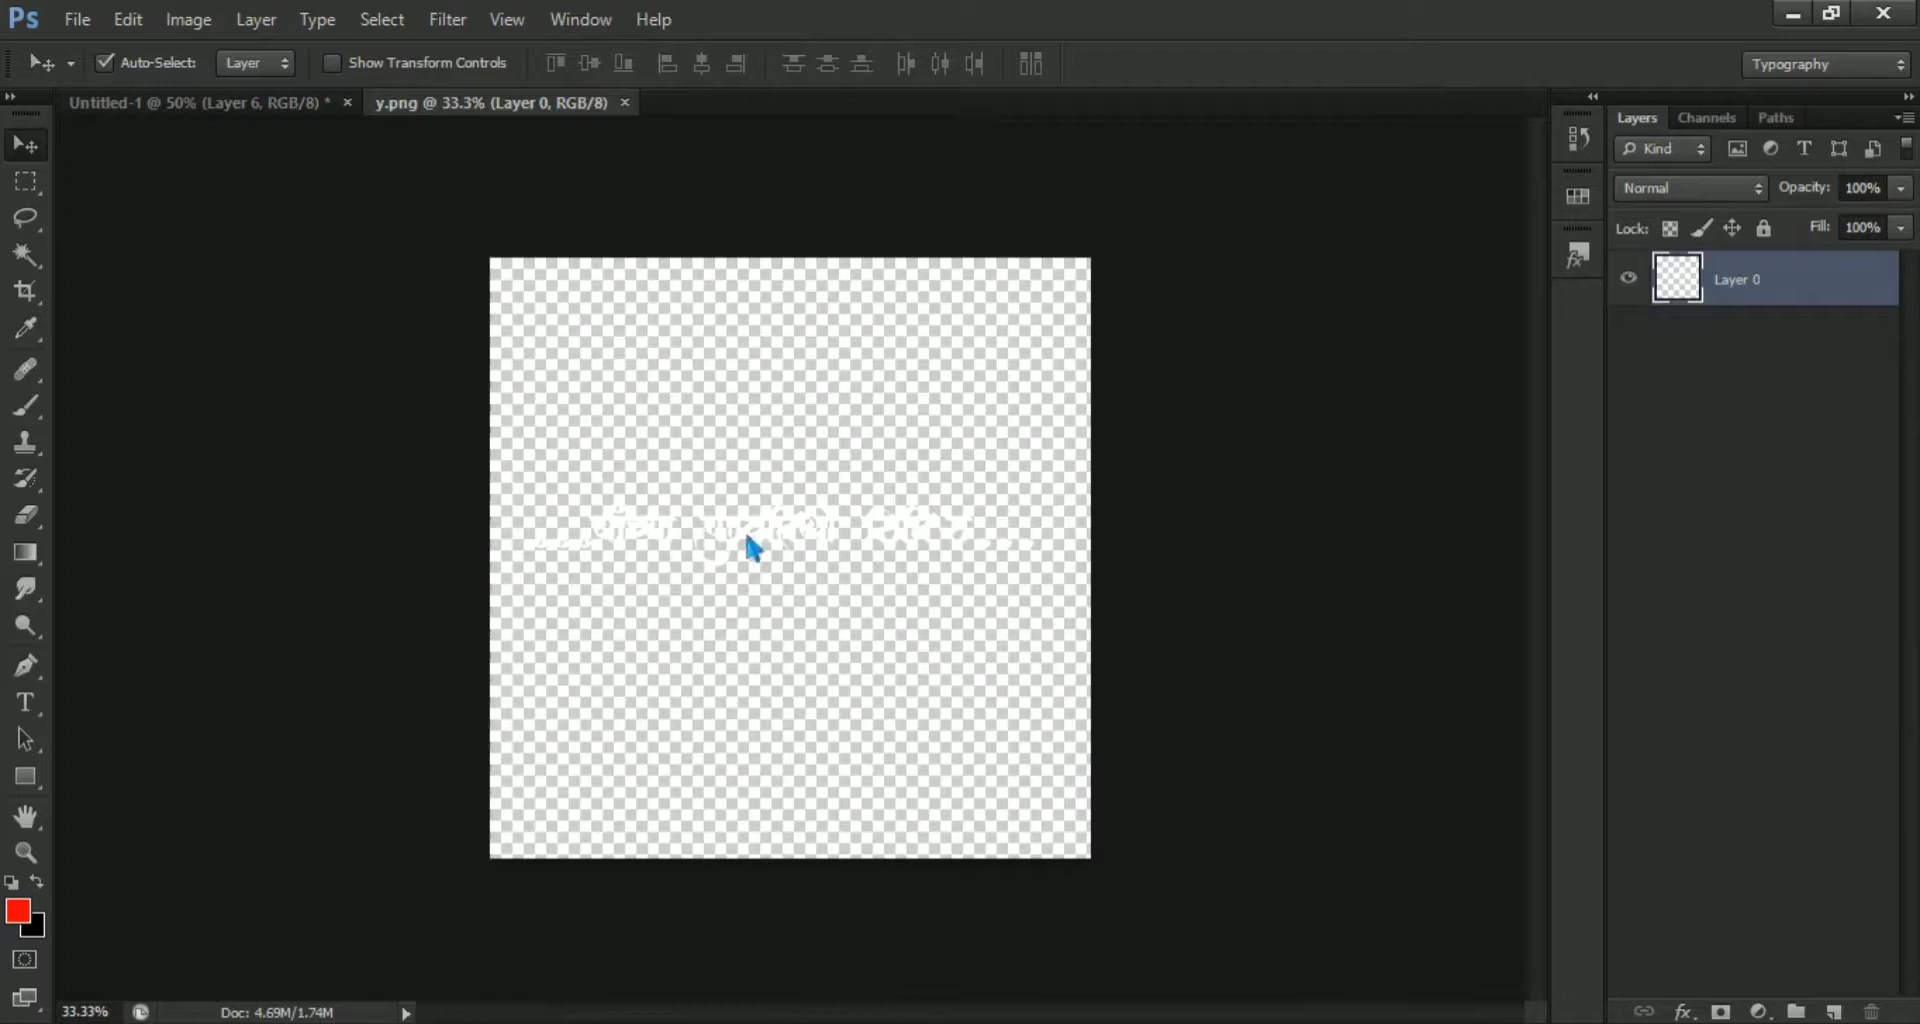 Ps File Edit Image Layer Type Select Filter View Window Help
Auto-Select: Layer Show Transform Controls Typography
Untitled-1 @ 50% (Layer 6, RGB/8) * × y.png @ 33.3% (Layer 0, RGB/8) ×
Layers Channels Paths
Kind
Normal Opacity: 100%
Lock: Fill: 100%
Layer 0
33.33% Doc: 4.69M/1.74M